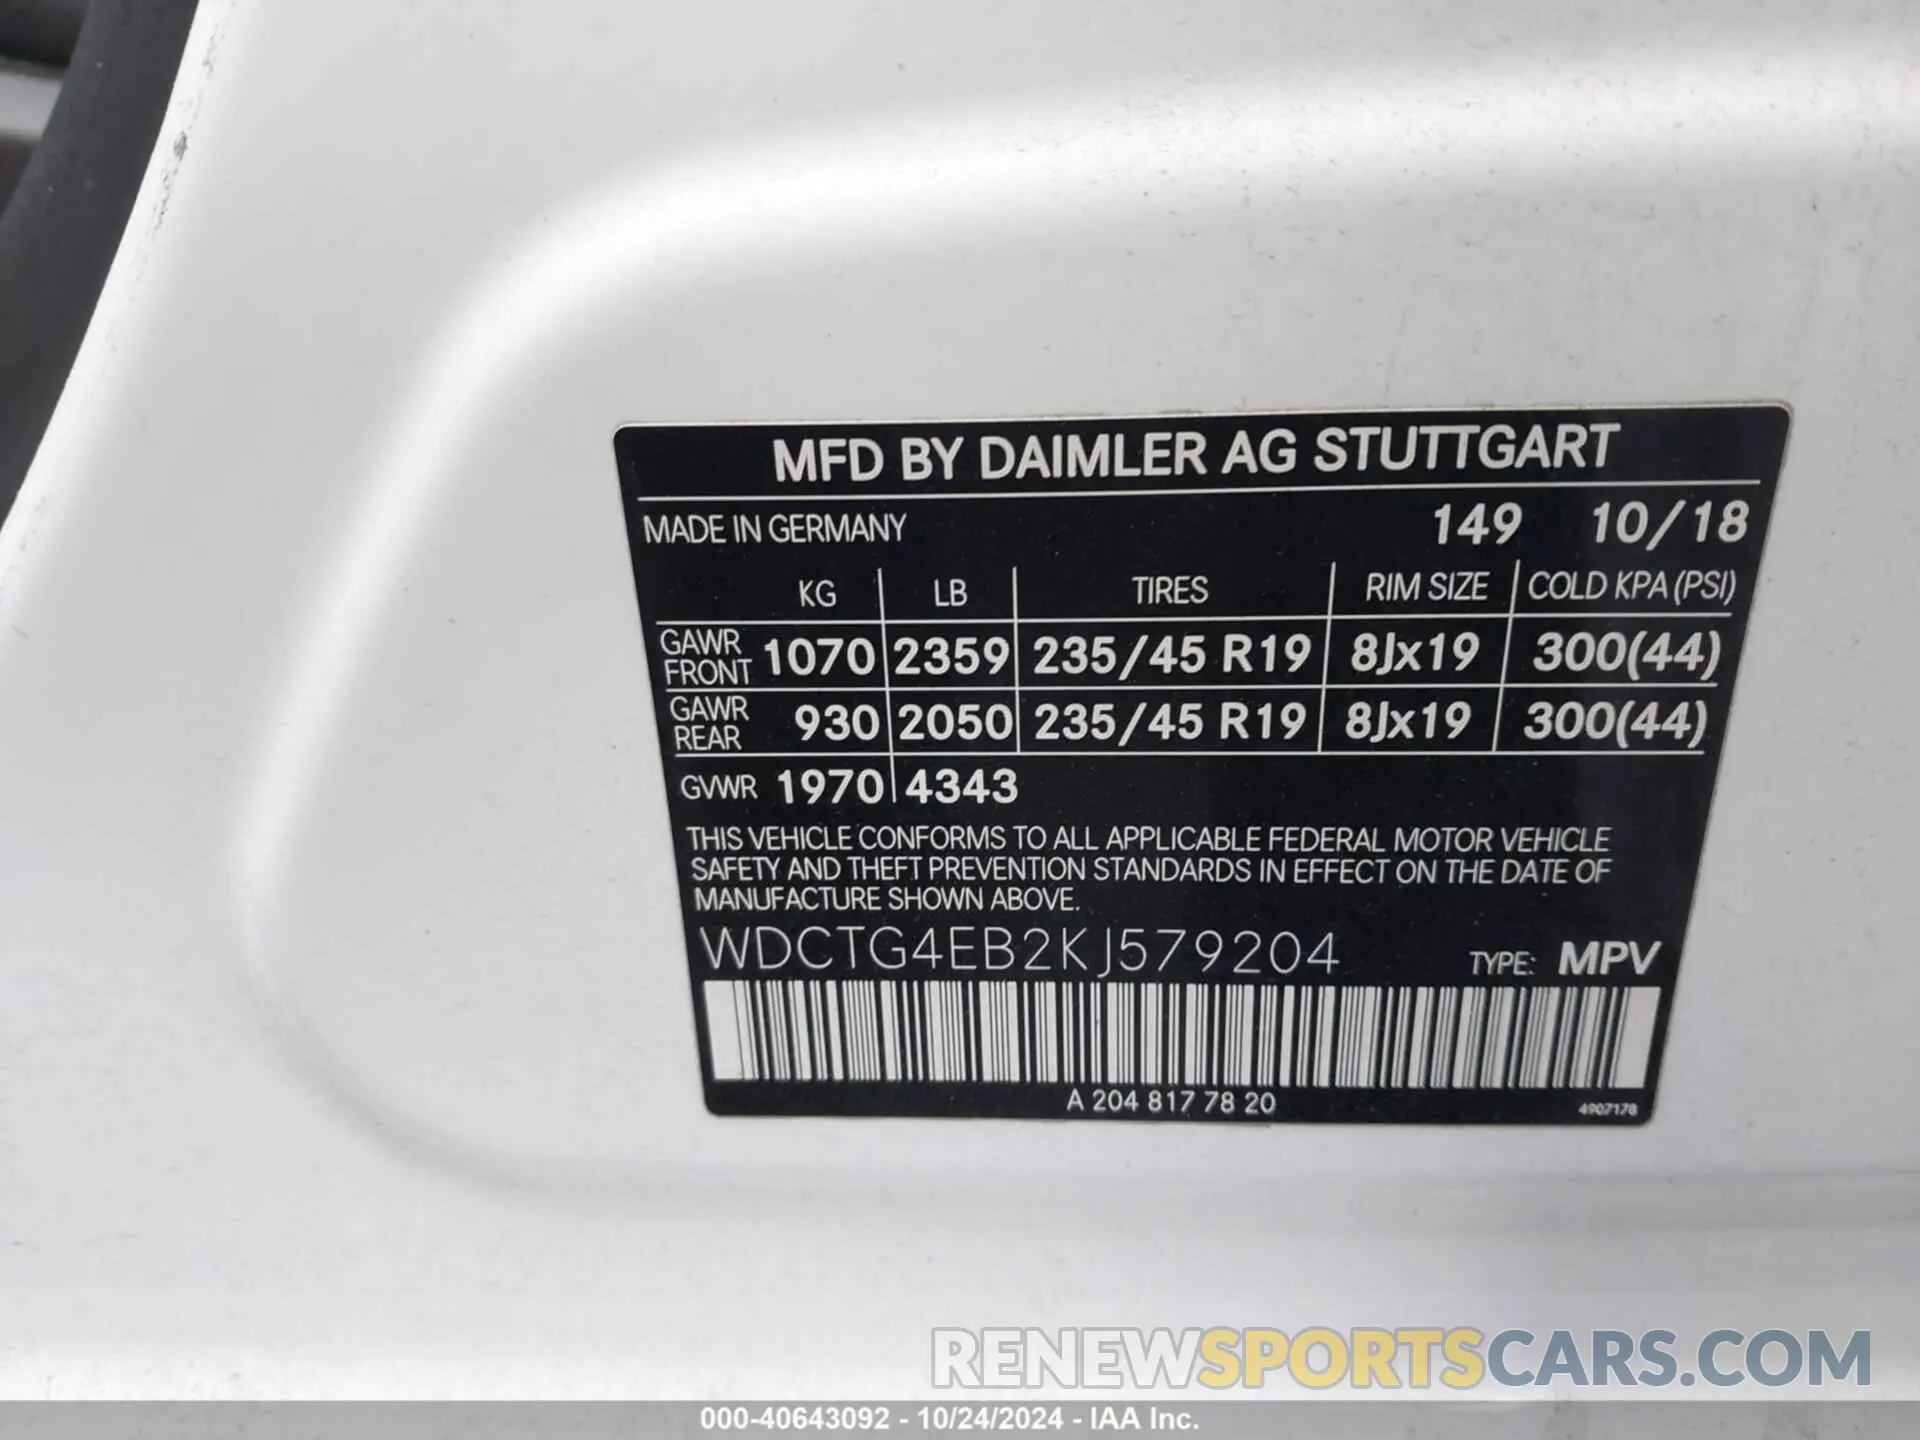 MFD BY DAIMLER AG STUTTGART
MADE IN GERMANY 149 10/18
KG LB TIRES RIM SIZE COLD KPA (PSI)
GAWR FRONT 1070 2359 235/45 R19 8Jx19 300(44)
GAWR REAR 930 2050 235/45 R19 8Jx19 300(44)
GVWR 1970 4343
THIS VEHICLE CONFORMS TO ALL APPLICABLE FEDERAL MOTOR VEHICLE
SAFETY AND THEFT PREVENTION STANDARDS IN EFFECT ON THE DATE OF
MANUFACTURE SHOWN ABOVE.
WDCTG4EB2KJ579204 TYPE: MPV
A 204 817 78 20 4907178
RENEWSPORTSCARS.COM
000-40643092 - 10/24/2024 - IAA Inc.